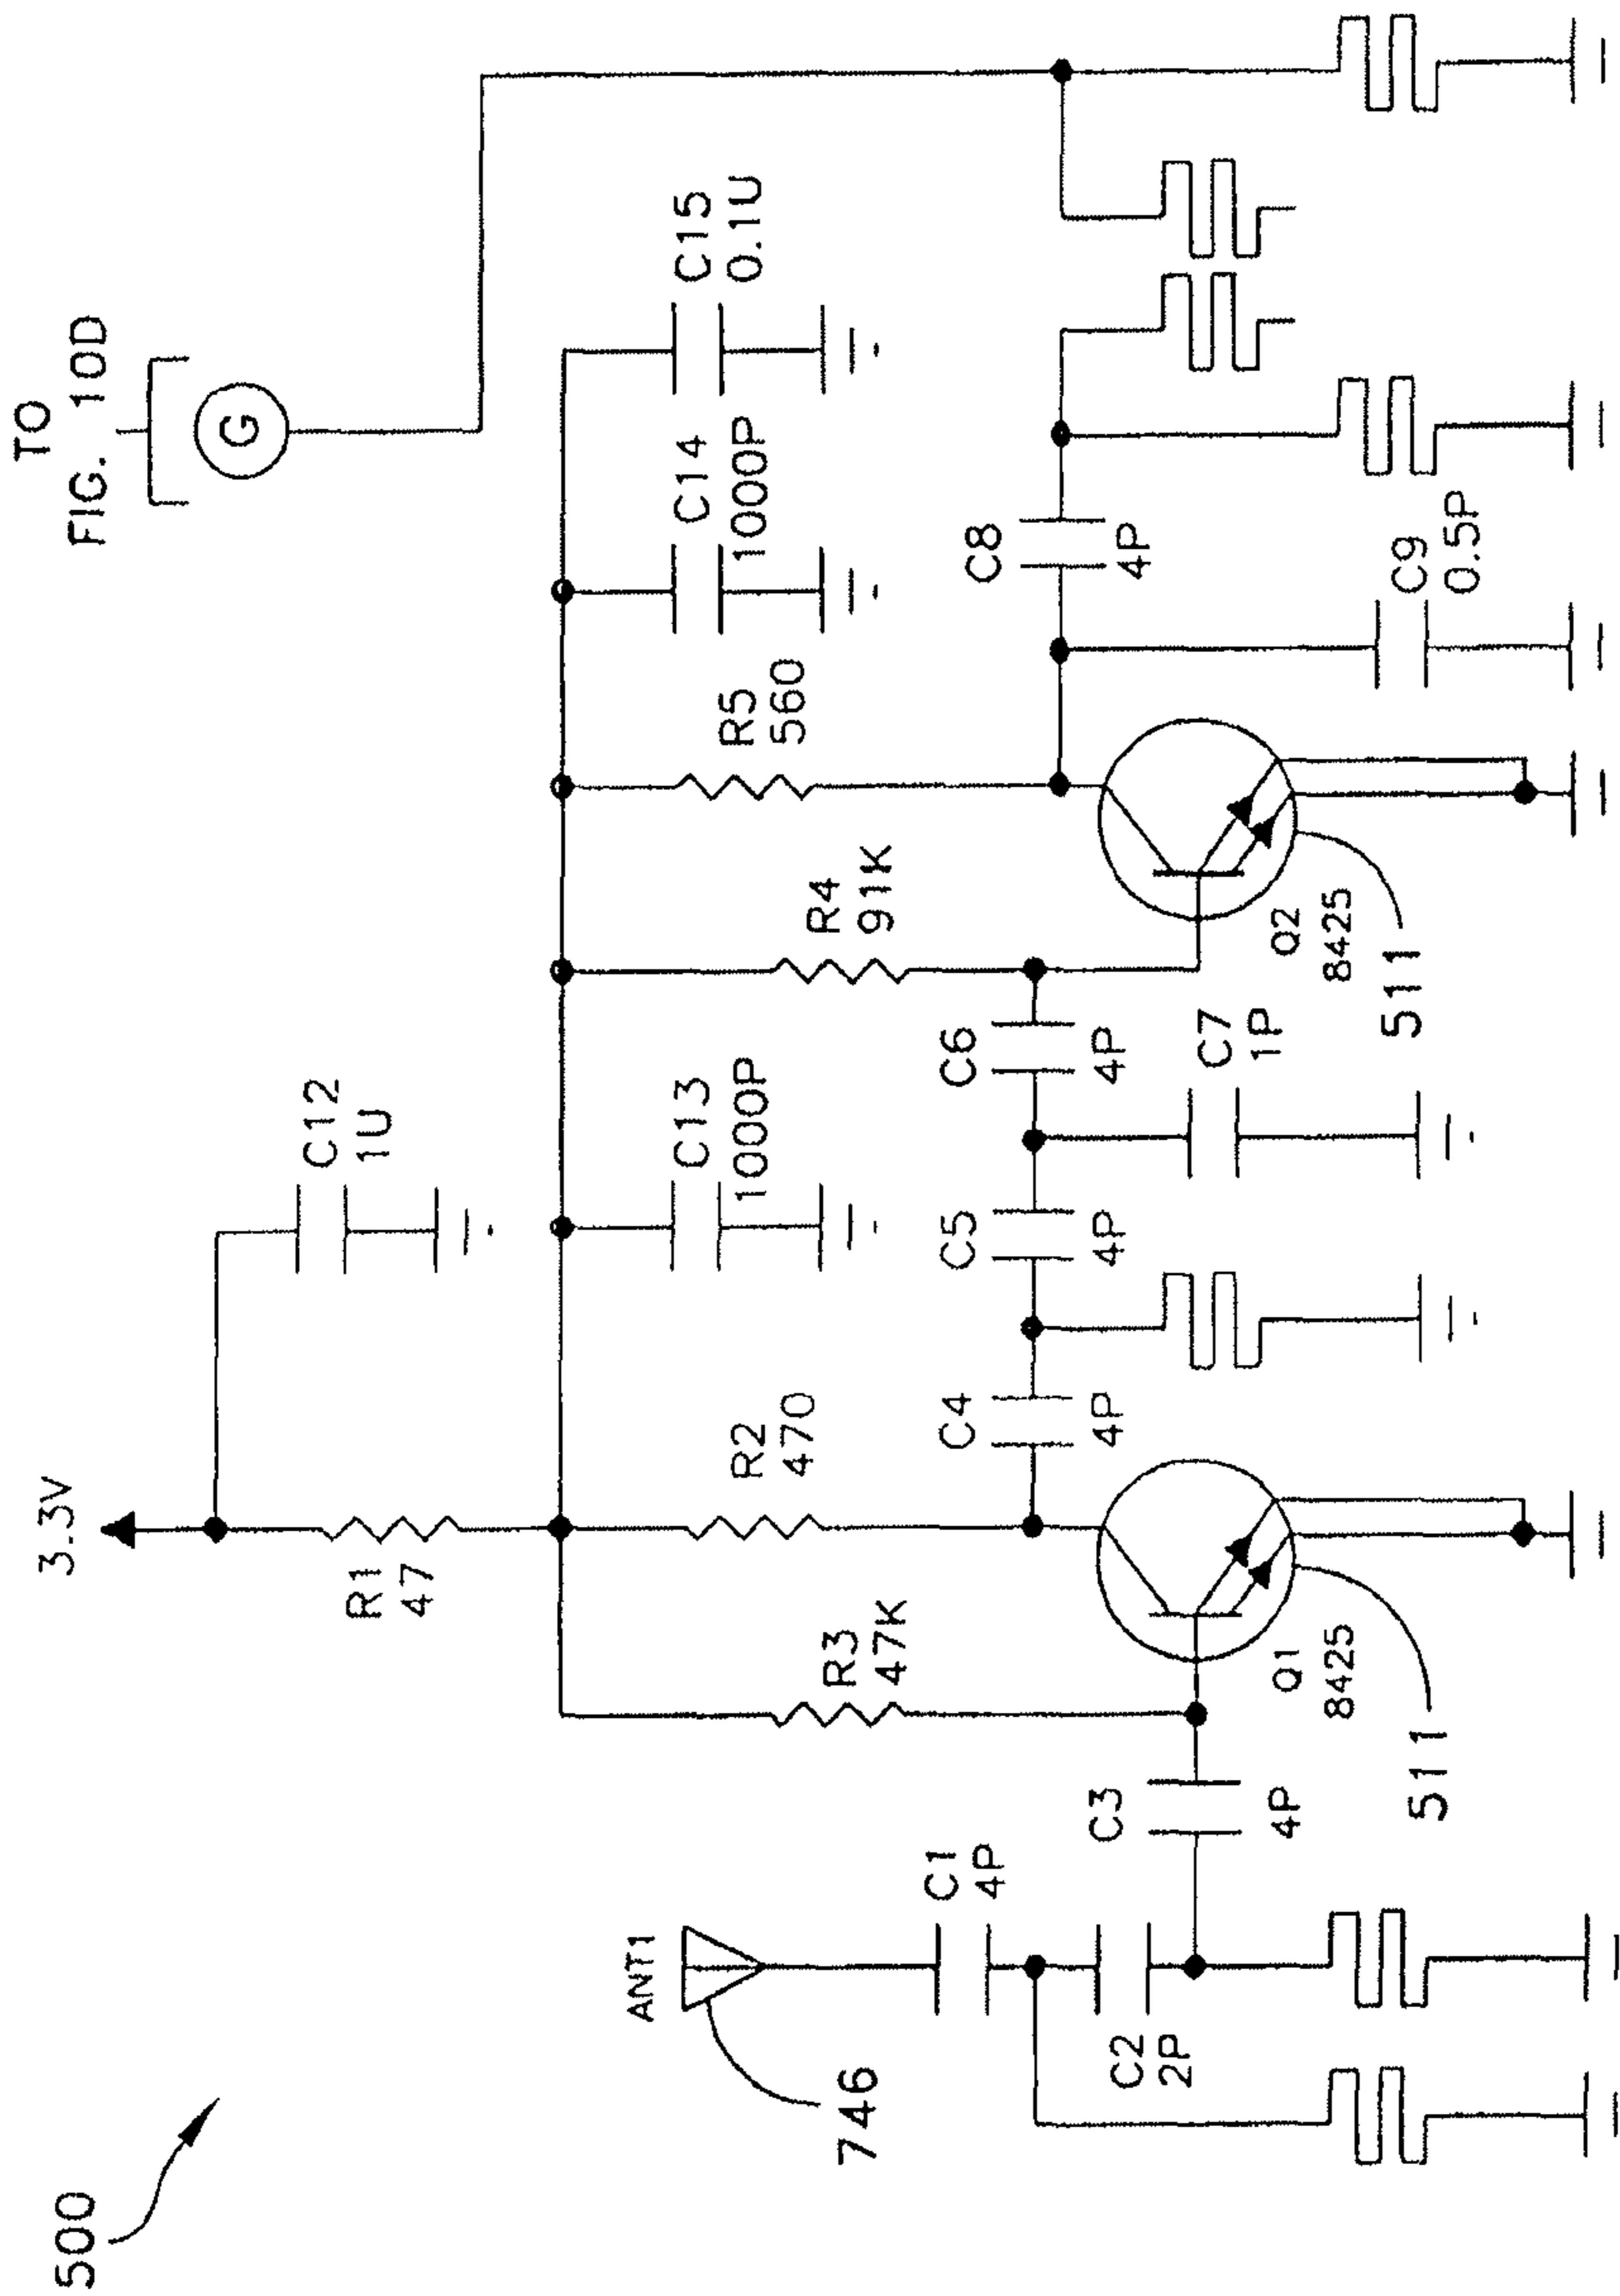 500
3.3V
TO
FIG. 10D
G
R1
47
C12
1U
R3
47K
R2
470
C13
1000P
R4
91K
R5
560
C14
1000P
C15
0.1U
ANT1
746
C1
4P
C2
2P
C3
4P
Q1
8425
511
C4
4P
C5
4P
C6
4P
C7
1P
Q2
8425
511
C8
4P
C9
0.5P